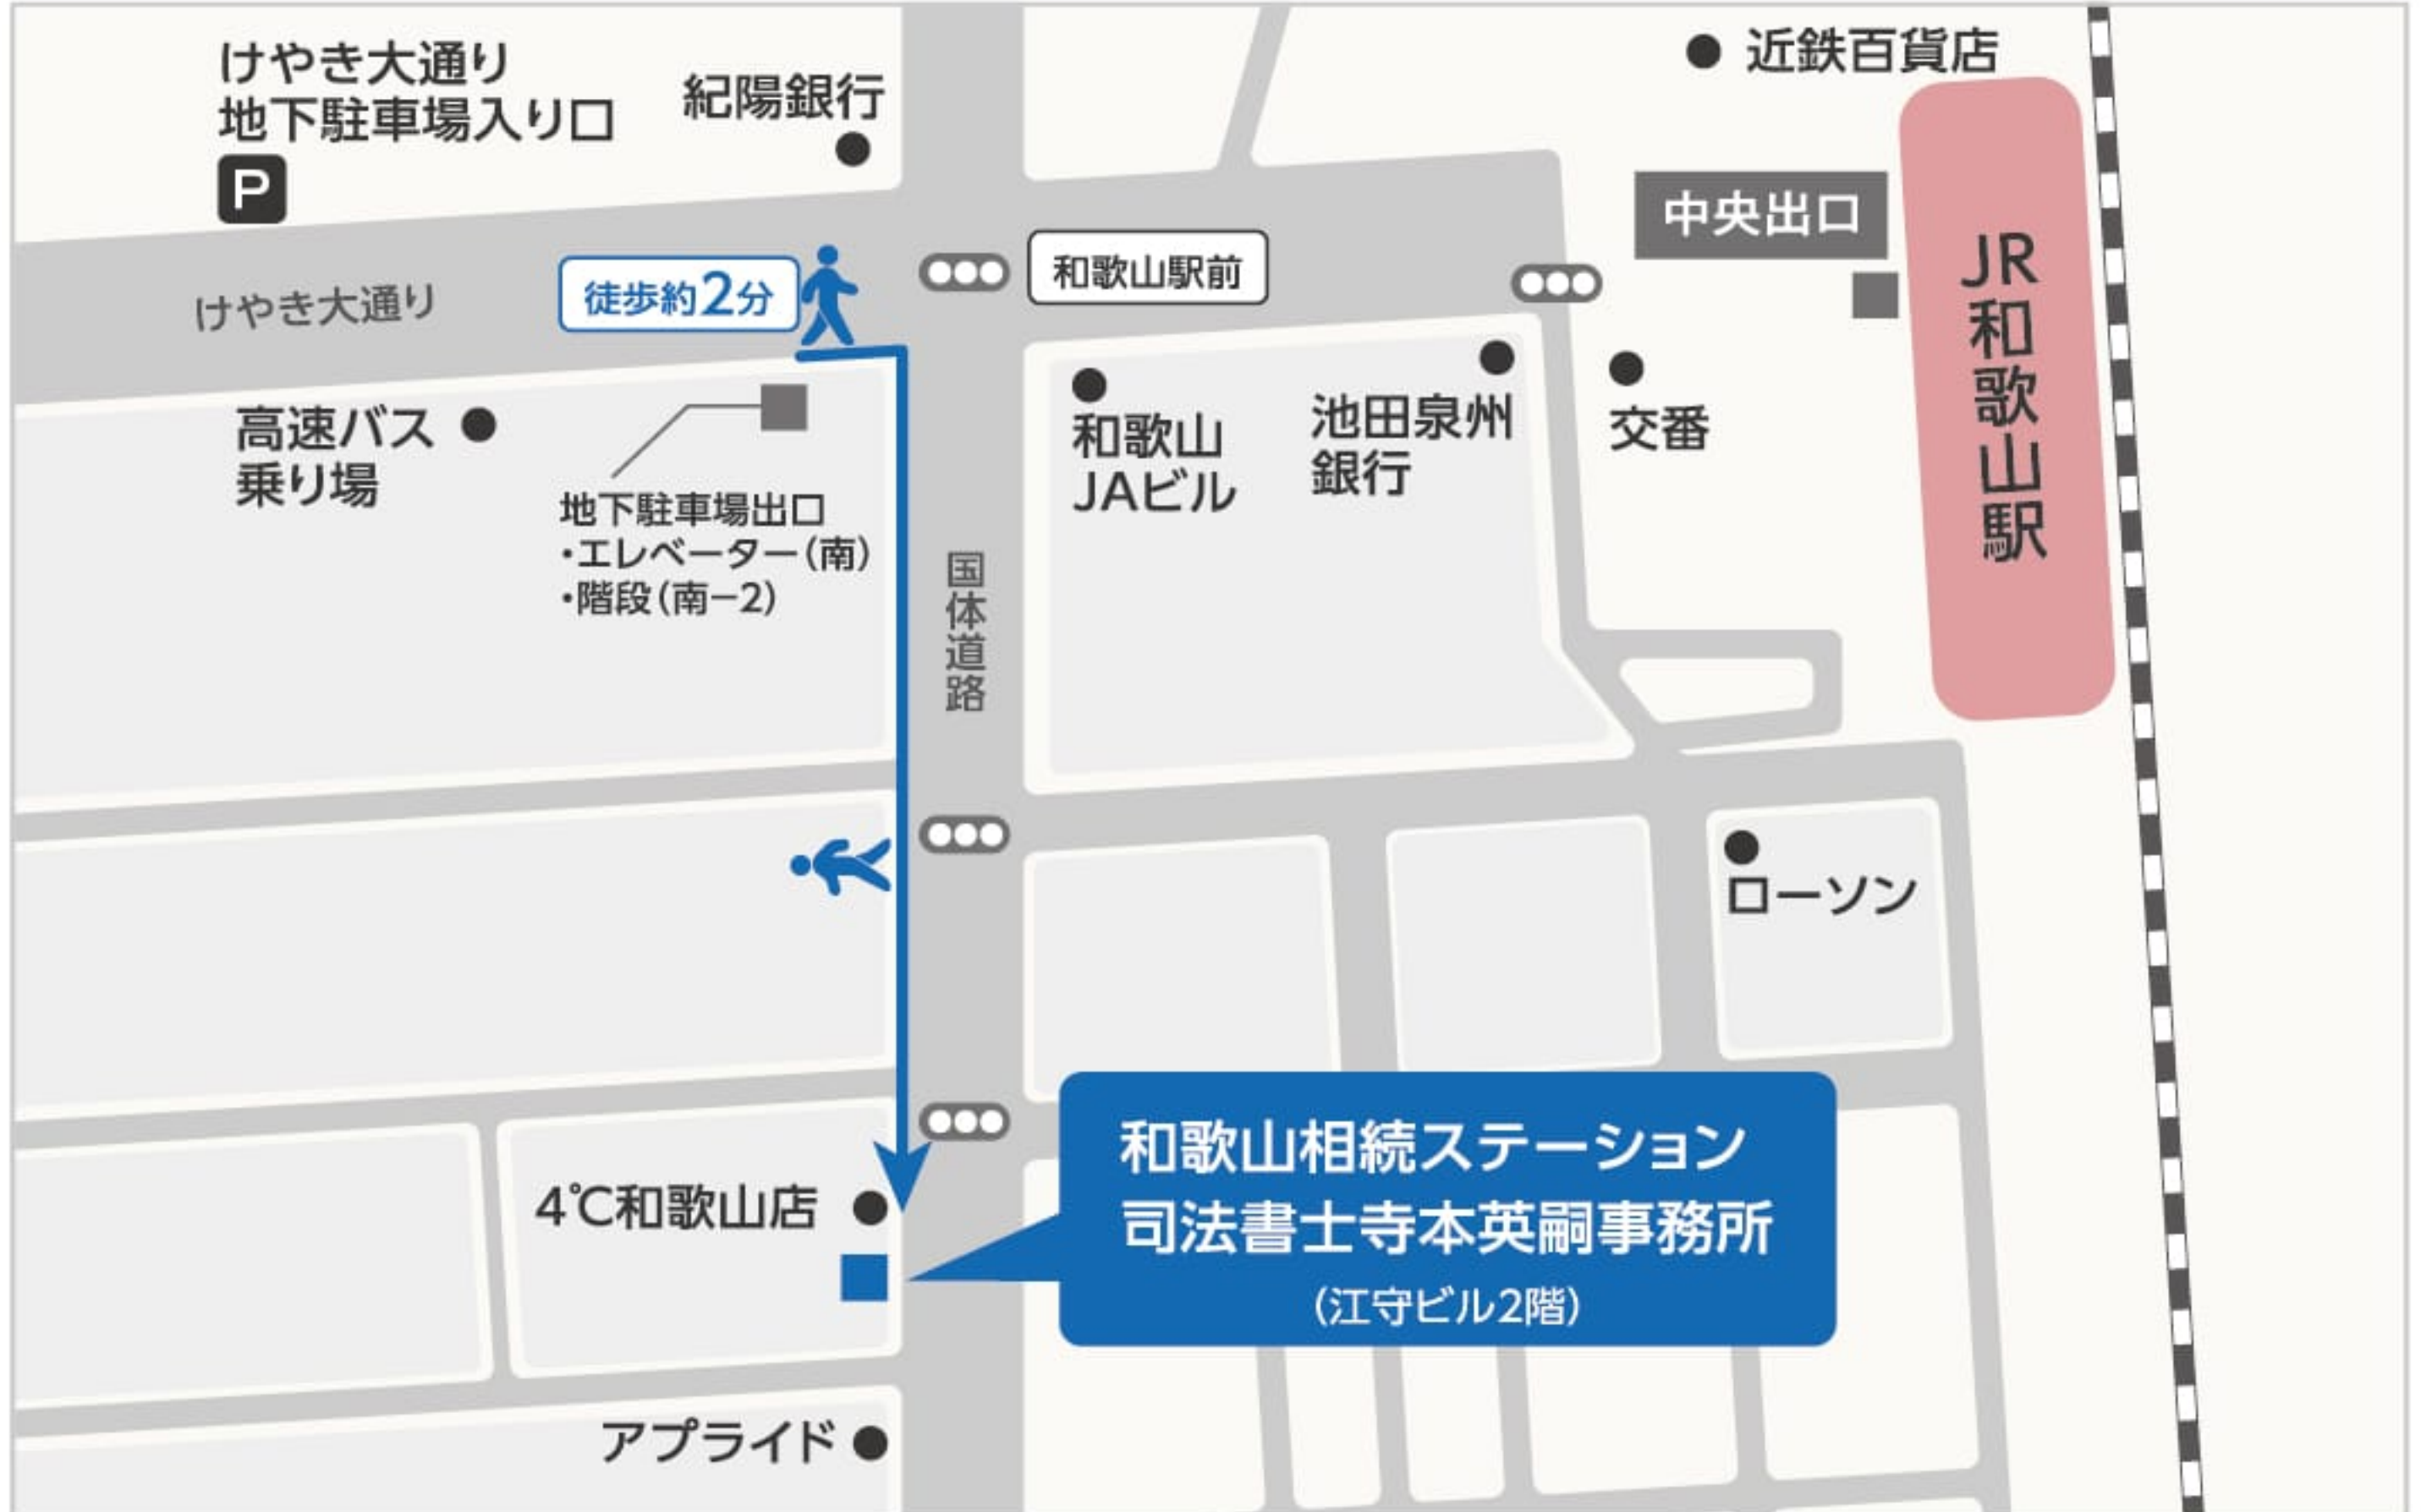 けやき大通り
地下駐車場入り口
P
紀陽銀行
近鉄百貨店
中央出口
JR和歌山駅
和歌山駅前
徒歩約2分
けやき大通り
高速バス
乗り場
地下駐車場出口
・エレベーター(南)
・階段(南−2)
国体道路
和歌山
JAビル
池田泉州
銀行
交番
ローソン
4℃和歌山店
和歌山相続ステーション
司法書士寺本英嗣事務所
(江守ビル2階)
アプライド